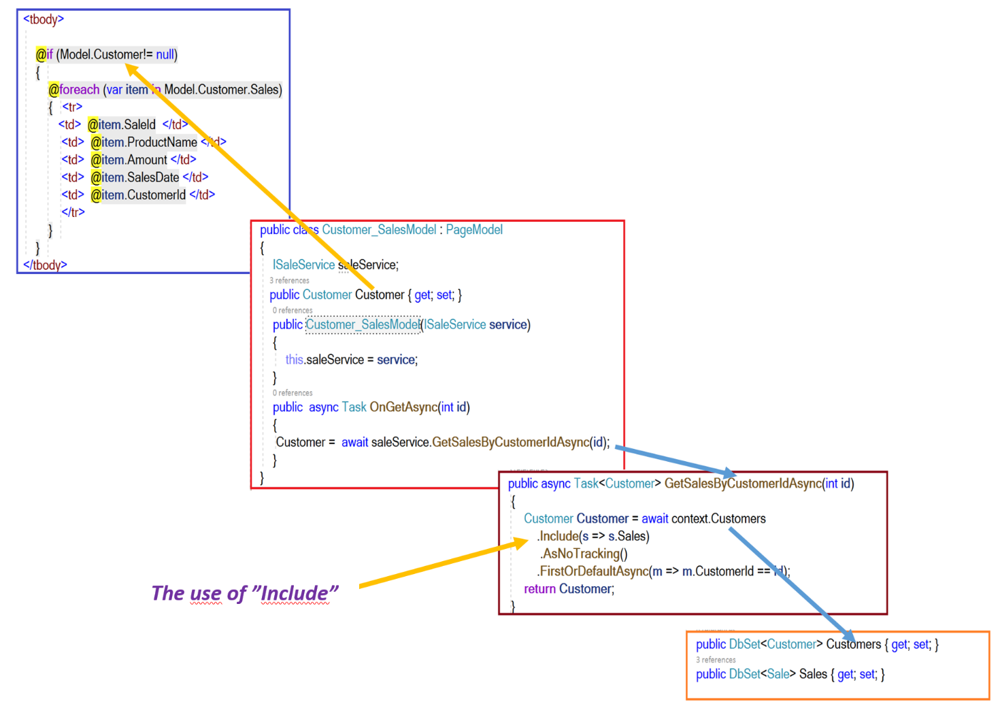 <tbody>
@if (Model.Customer!= null)
{
@foreach (var item in Model.Customer.Sales)
{ <tr>
<td> @item.SaleId </td>
<td> @item.ProductName </td>
<td> @item.Amount </td>
<td> @item.SalesDate </td>
<td> @item.CustomerId </td>
</tr>
}
}
</tbody>
public class Customer_SalesModel : PageModel
{
ISaleService saleService;
3 references
public Customer Customer { get; set; }
0 references
public Customer_SalesModel(ISaleService service)
{
this.saleService = service;
}
0 references
public async Task OnGetAsync(int id)
{
Customer = await saleService.GetSalesByCustomerIdAsync(id);
}
}
public async Task<Customer> GetSalesByCustomerIdAsync(int id)
{
Customer Customer = await context.Customers
.Include(s => s.Sales)
.AsNoTracking()
.FirstOrDefaultAsync(m => m.CustomerId == id);
return Customer;
}
The use of ”Include”
public DbSet<Customer> Customers { get; set; }
3 references
public DbSet<Sale> Sales { get; set; }